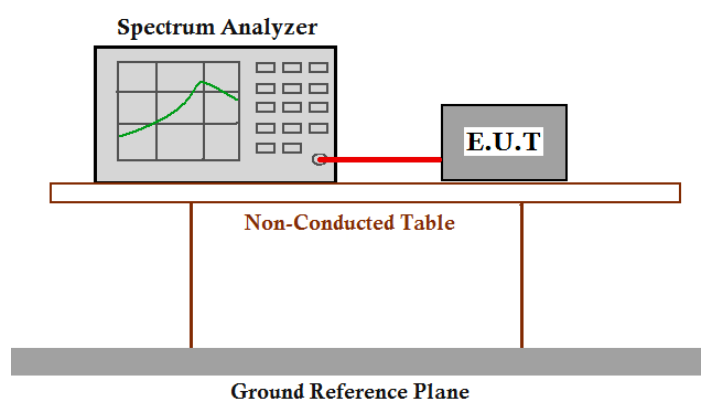 Spectrum Analyzer
E.U.T
Non-Conducted Table
Ground Reference Plane